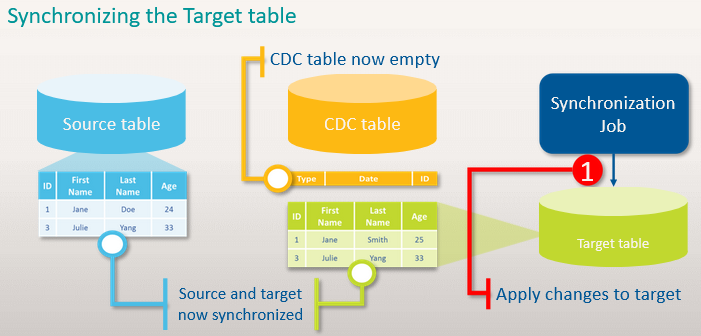 Synchronizing the Target table
CDC table now empty
Source table
CDC table
Synchronization
Job
1
ID First Name Last Name Age
1 Jane Doe 24
3 Julie Yang 33
Type Date ID
ID First Name Last Name Age
1 Jane Smith 25
3 Julie Yang 33
Target table
Source and target
now synchronized
Apply changes to target